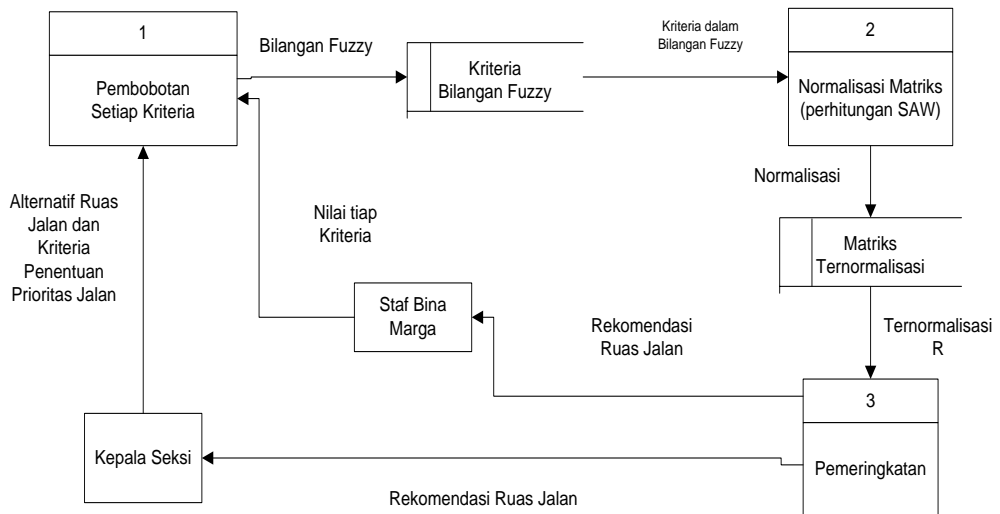 1
Pembobotan
Setiap Kriteria
Bilangan Fuzzy
Kriteria
Bilangan Fuzzy
Kriteria dalam
Bilangan Fuzzy
2
Normalisasi Matriks
(perhitungan SAW)
Normalisasi
Matriks
Ternormalisasi
Ternormalisasi
R
3
Pemeringkatan
Rekomendasi
Ruas Jalan
Staf Bina
Marga
Nilai tiap
Kriteria
Alternatif Ruas
Jalan dan
Kriteria
Penentuan
Prioritas Jalan
Kepala Seksi
Rekomendasi Ruas Jalan